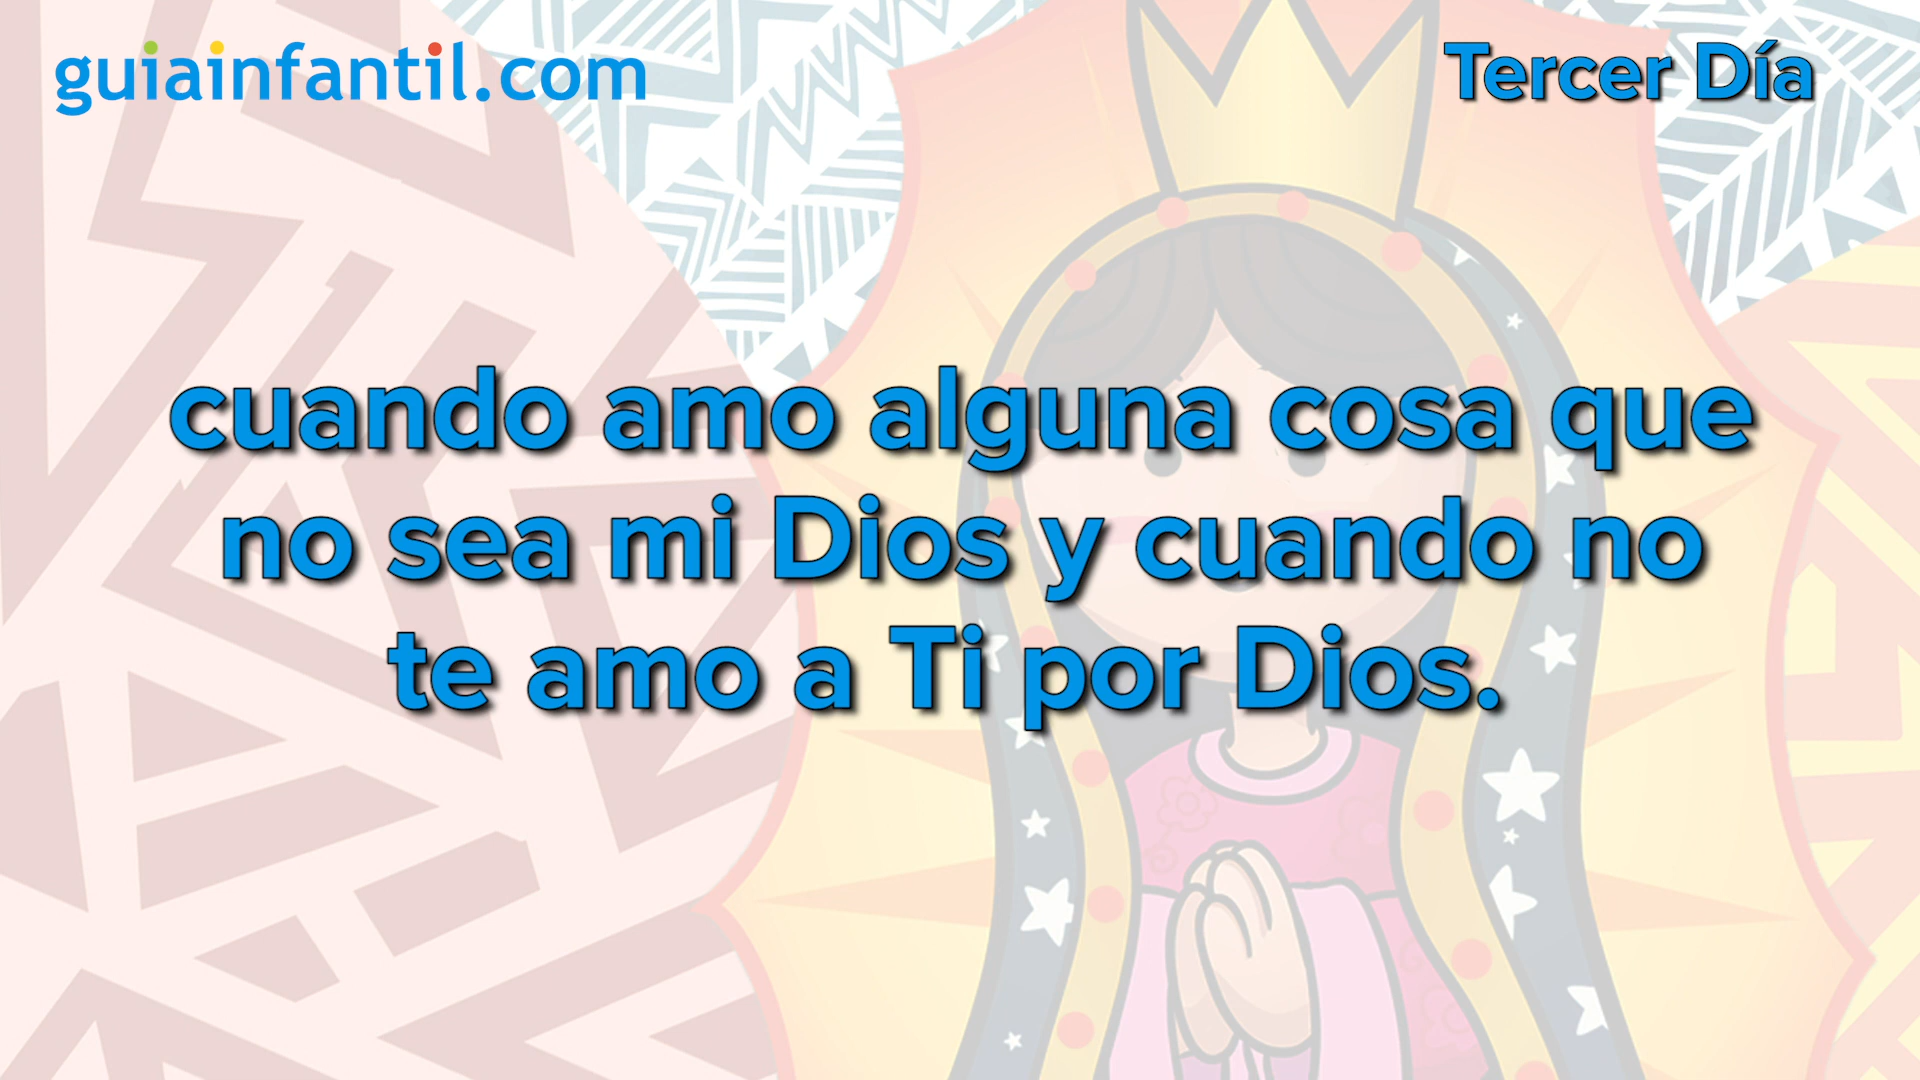 guiainfantil.com
Tercer Día
cuando amo alguna cosa que
no sea mi Dios y cuando no
te amo a Ti por Dios.